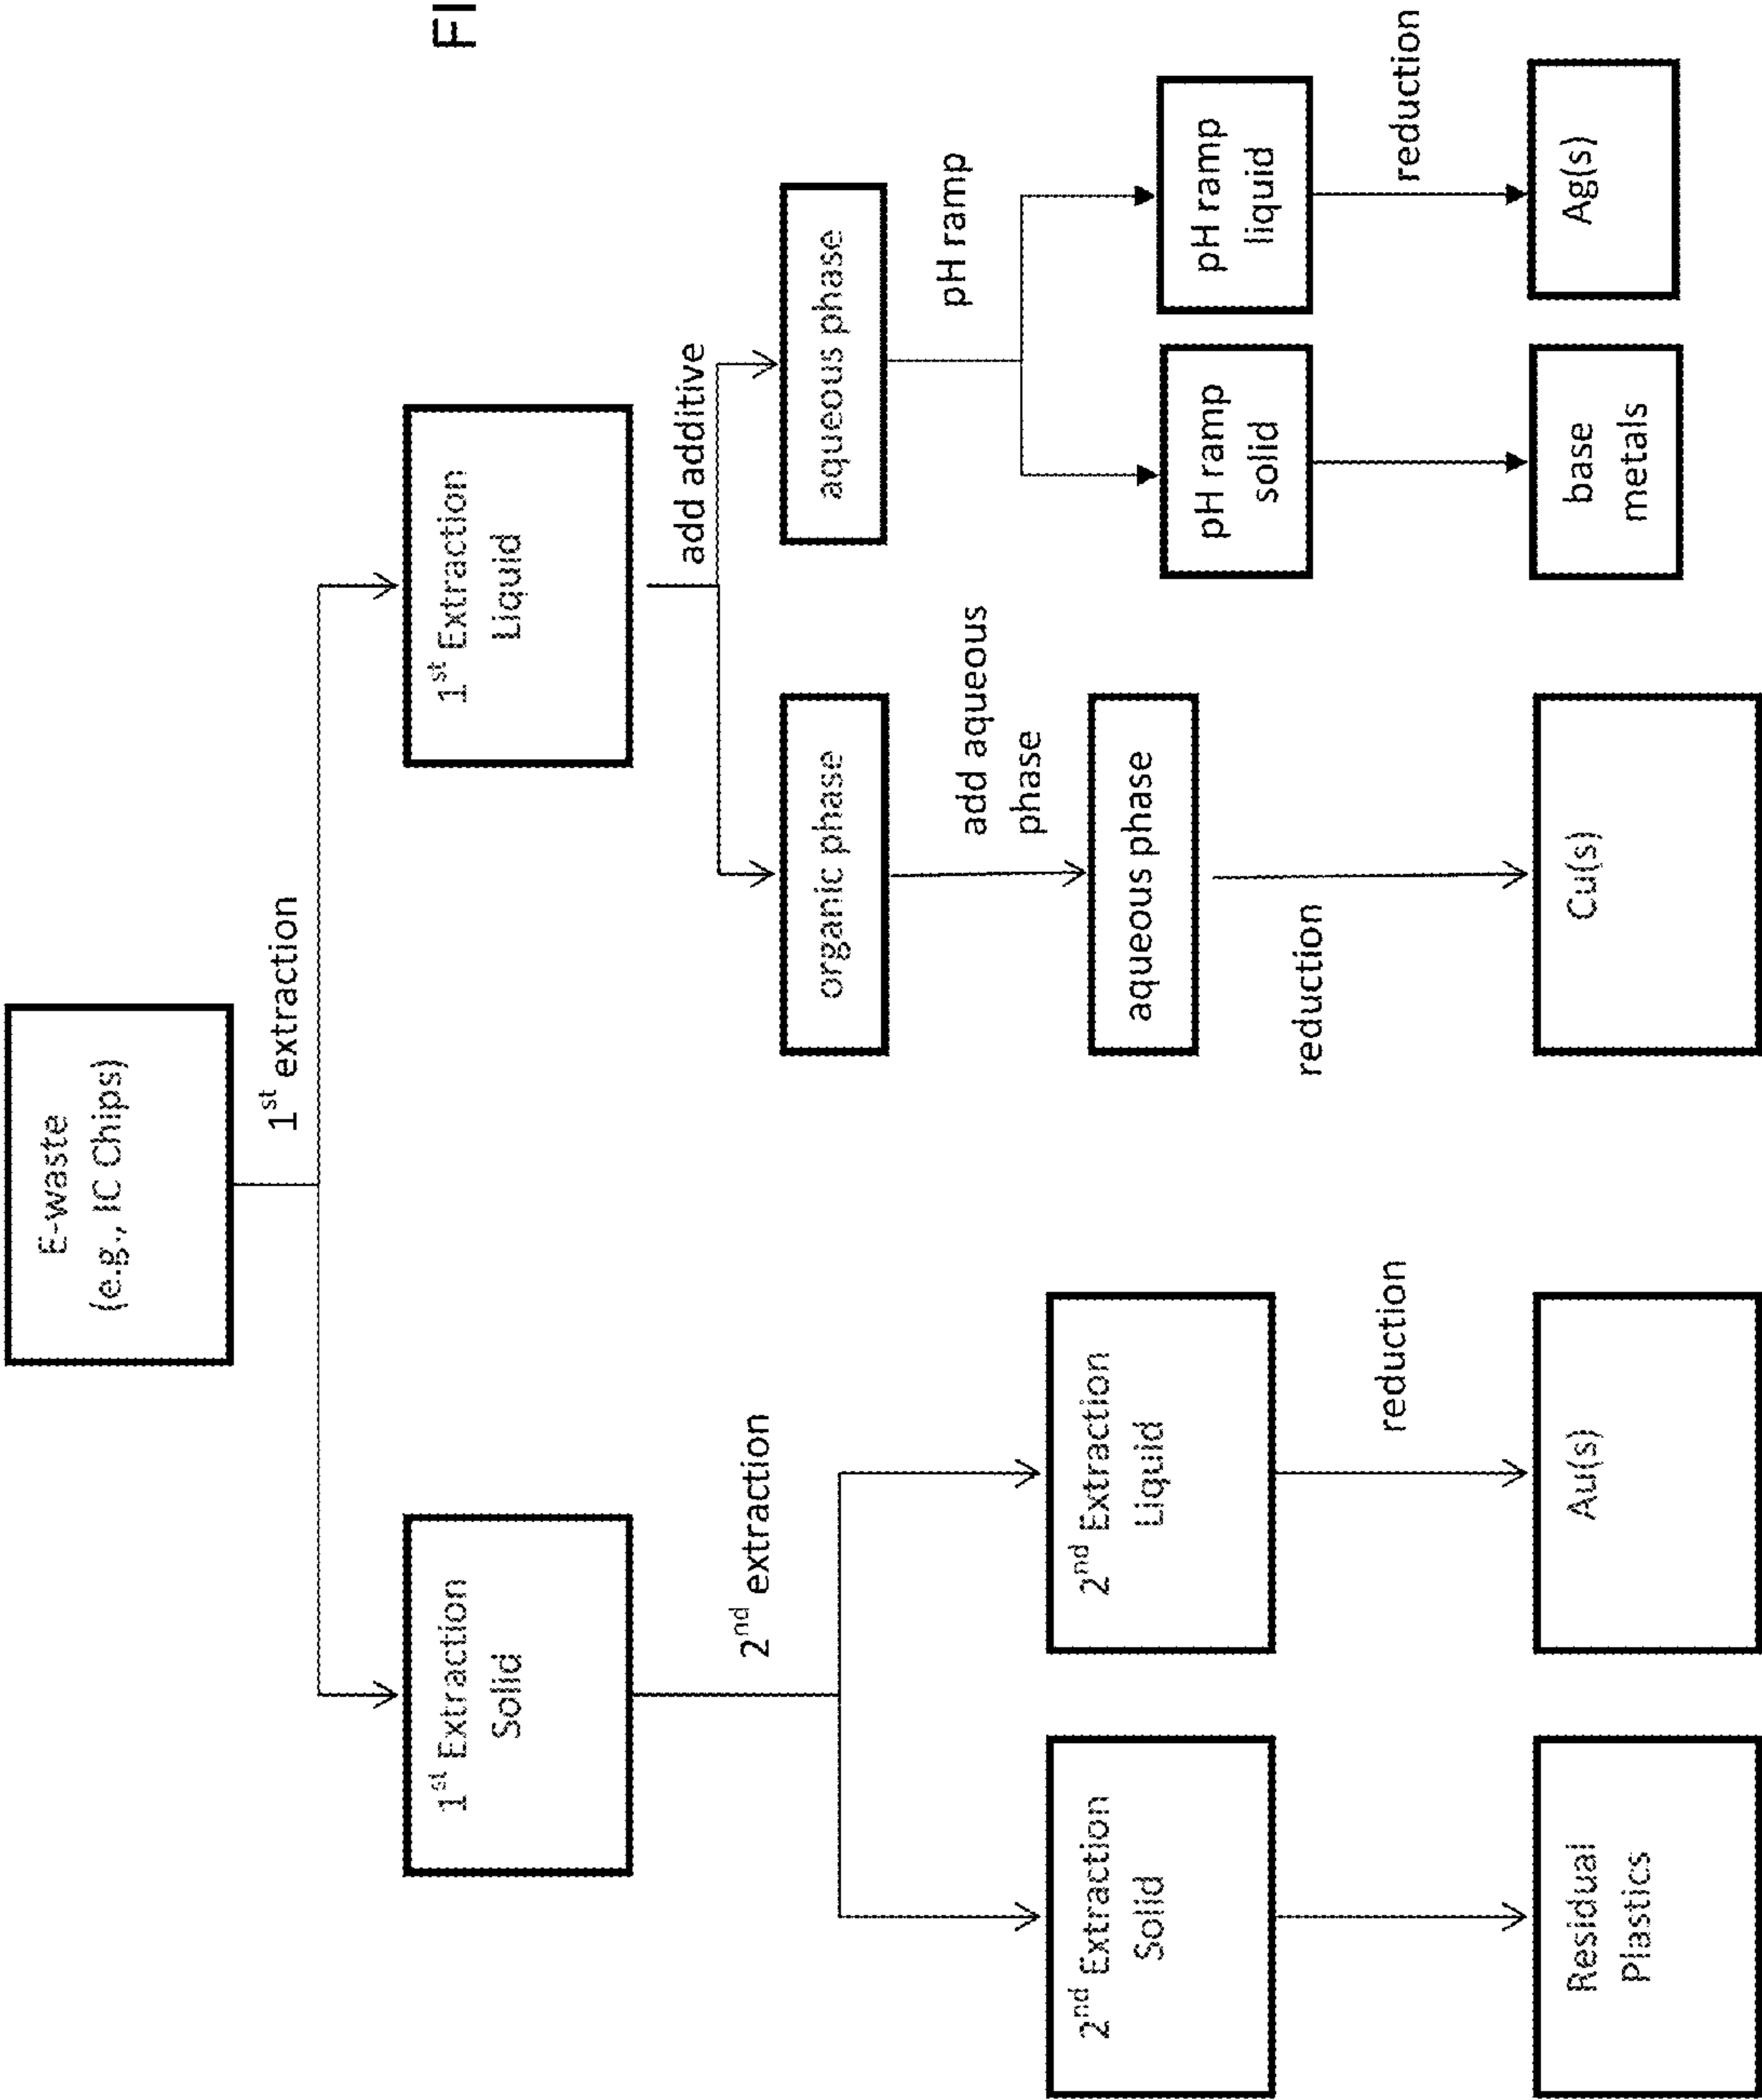 E-waste
(e.g., IC Chips)
1st extraction
1st Extraction
Solid
1st Extraction
Liquid
2nd extraction
add additive
organic phase
aqueous phase
add aqueous
phase
pH ramp
2nd Extraction
Solid
2nd Extraction
Liquid
aqueous phase
pH ramp
solid
pH ramp
liquid
reduction
reduction
reduction
Residual
Plastics
Au(s)
Cu(s)
base
metals
Ag(s)